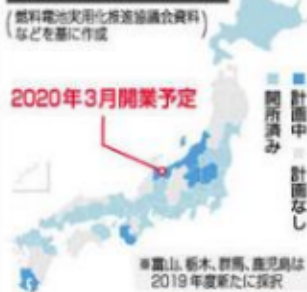 （燃料電池実用化推進協議会資料
などを基に作成）
2020年3月開業予定
計画中
開所済み
計画なし
※富山、栃木、群馬、鹿児島は
2019年度新たに採択